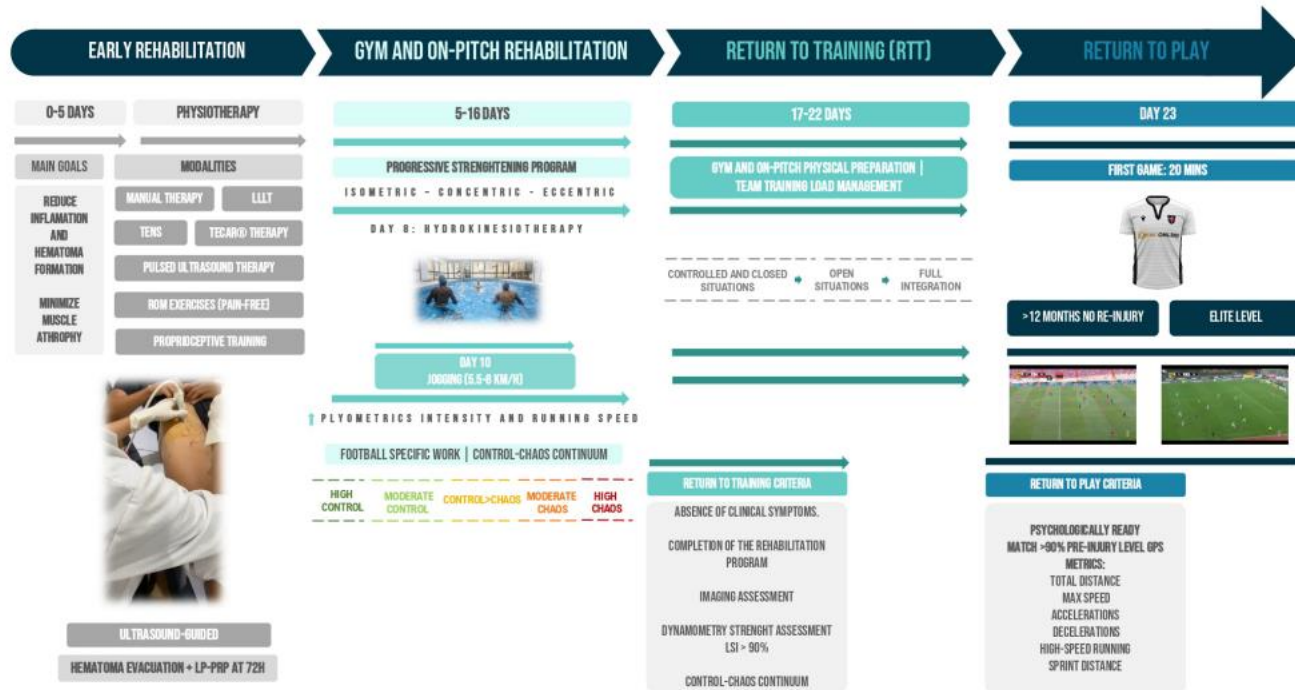 EARLY REHABILITATION
GYM AND ON-PITCH REHABILITATION
RETURN TO TRAINING (RTT)
RETURN TO PLAY
0-5 DAYS
PHYSIOTHERAPY
MAIN GOALS
MODALITIES
REDUCE
INFLAMATION
AND
HEMATOMA
FORMATION
MINIMIZE
MUSCLE
ATHROPHY
MANUAL THERAPY
LLLT
TENS
TECAR® THERAPY
PULSED ULTRASOUND THERAPY
ROM EXERCISES (PAIN-FREE)
PROPRIOCEPTIVE TRAINING
ULTRASOUND-GUIDED
HEMATOMA EVACUATION + LP-PRP AT 72H
5-16 DAYS
PROGRESSIVE STRENGHTENING PROGRAM
ISOMETRIC - CONCENTRIC - ECCENTRIC
DAY 8: HYDROKINESIOTHERAPY
DAY 10
JOGGING (5.5-6 KM/H)
PLYOMETRICS INTENSITY AND RUNNING SPEED
FOOTBALL SPECIFIC WORK | CONTROL-CHAOS CONTINUUM
HIGH
CONTROL
MODERATE
CONTROL
CONTROL>CHAOS
MODERATE
CHAOS
HIGH
CHAOS
17-22 DAYS
GYM AND ON-PITCH PHYSICAL PREPARATION |
TEAM TRAINING LOAD MANAGEMENT
CONTROLLED AND CLOSED
SITUATIONS
OPEN
SITUATIONS
FULL
INTEGRATION
RETURN TO TRAINING CRITERIA
ABSENCE OF CLINICAL SYMPTOMS.
COMPLETION OF THE REHABILITATION
PROGRAM
IMAGING ASSESSMENT
DYNAMOMETRY STRENGHT ASSESSMENT
LSI > 90%
CONTROL-CHAOS CONTINUUM
DAY 23
FIRST GAME: 20 MINS
>12 MONTHS NO RE-INJURY
ELITE LEVEL
RETURN TO PLAY CRITERIA
PSYCHOLOGICALLY READY
MATCH >90% PRE-INJURY LEVEL GPS
METRICS:
TOTAL DISTANCE
MAX SPEED
ACCELERATIONS
DECELERATIONS
HIGH-SPEED RUNNING
SPRINT DISTANCE